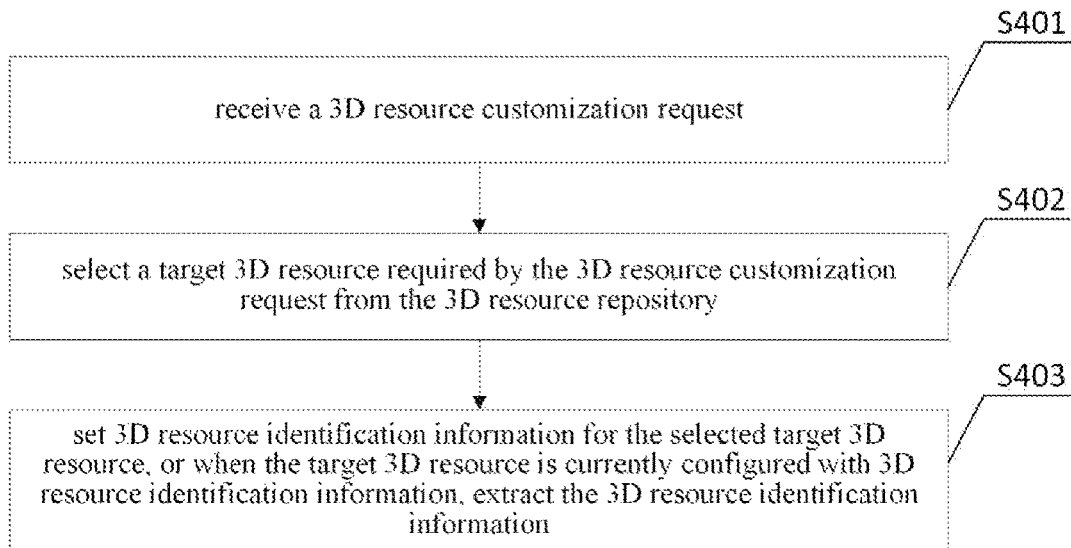 S401
receive a 3D resource customization request
S402
select a target 3D resource required by the 3D resource customization
request from the 3D resource repository
S403
set 3D resource identification information for the selected target 3D
resource, or when the target 3D resource is currently configured with 3D
resource identification information, extract the 3D resource identification
information